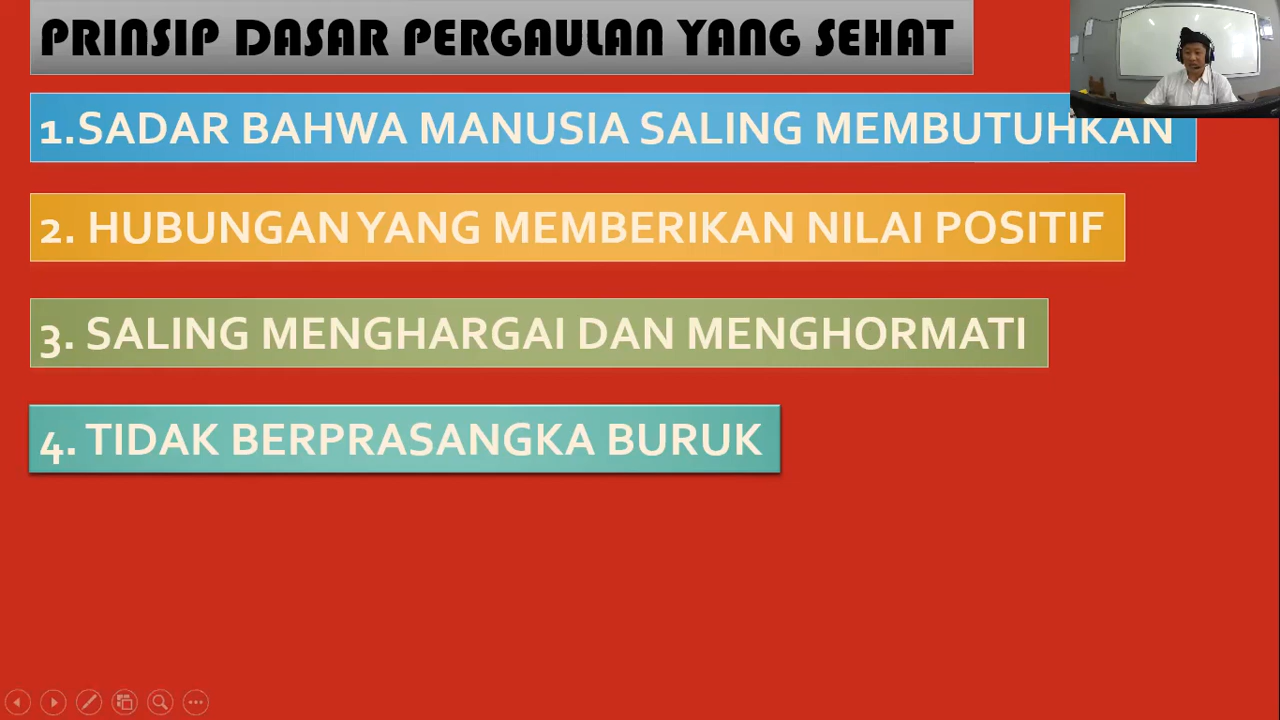 PRINSIP DASAR PERGAULAN YANG SEHAT
1.SADAR BAHWA MANUSIA SALING MEMBUTUHKAN
2. HUBUNGAN YANG MEMBERIKAN NILAI POSITIF
3. SALING MENGHARGAI DAN MENGHORMATI
4. TIDAK BERPRASANGKA BURUK